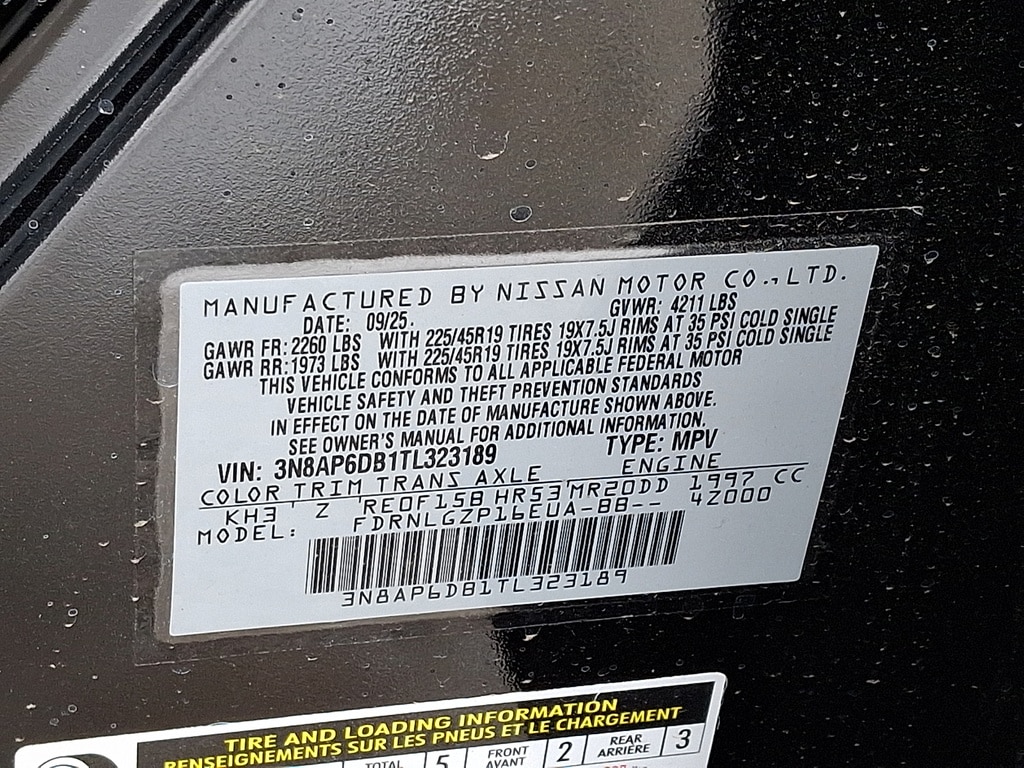 MANUFACTURED BY NISSAN MOTOR CO.,LTD.
DATE: 09/25. GVWR: 4211 LBS
GAWR FR: 2260 LBS WITH 225/45R19 TIRES 19X7.5J RIMS AT 35 PSI COLD SINGLE
GAWR RR: 1973 LBS WITH 225/45R19 TIRES 19X7.5J RIMS AT 35 PSI COLD SINGLE
THIS VEHICLE CONFORMS TO ALL APPLICABLE FEDERAL MOTOR
VEHICLE SAFETY AND THEFT PREVENTION STANDARDS
IN EFFECT ON THE DATE OF MANUFACTURE SHOWN ABOVE.
SEE OWNER'S MANUAL FOR ADDITIONAL INFORMATION.
VIN: 3N8AP6DB1TL323189 TYPE: MPV
COLOR TRIM TRANS AXLE ENGINE
KH3 Z RE0F15B HR53 MR20DD 1997 CC
MODEL: FDRNLGZP16EUA-BB-- 4Z000
3N8AP6DB1TL323189
TIRE AND LOADING INFORMATION
RENSEIGNEMENTS SUR LES PNEUS ET LE CHARGEMENT
TOTAL 5 FRONT AVANT 2 REAR ARRIÈRE 3